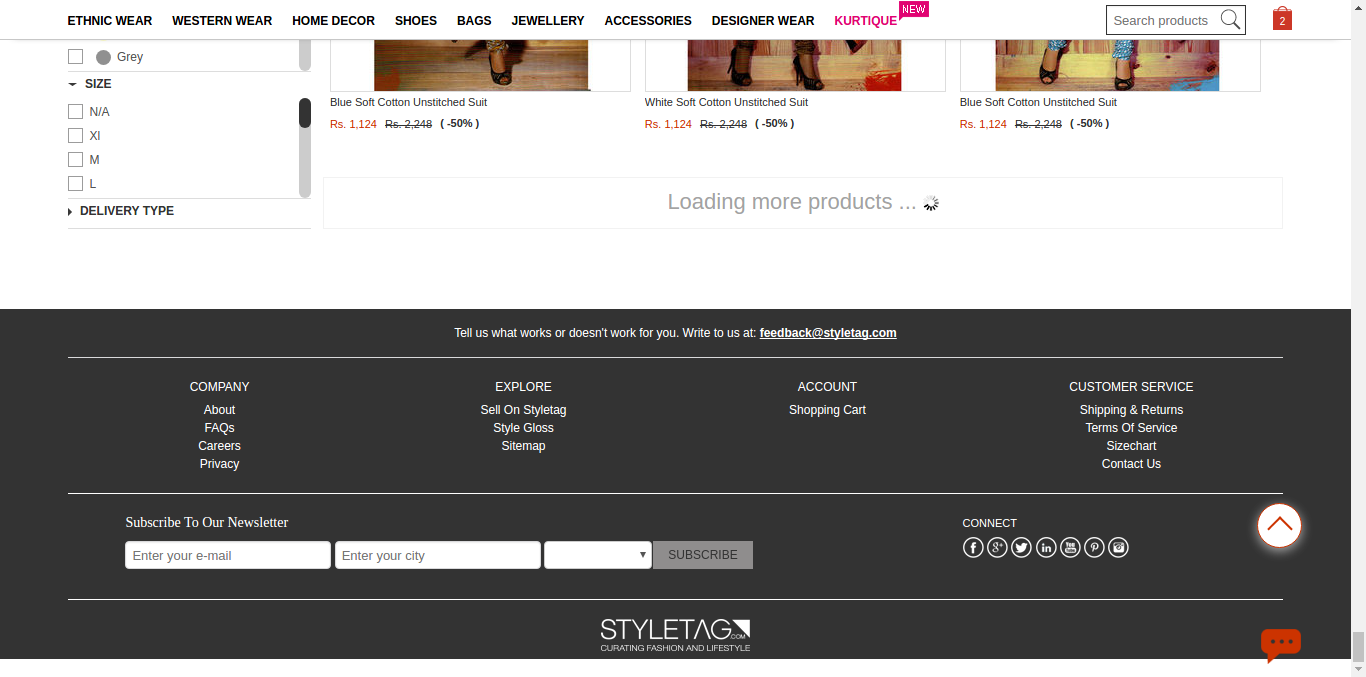 ETHNIC WEAR WESTERN WEAR HOME DECOR SHOES BAGS JEWELLERY ACCESSORIES DESIGNER WEAR KURTIQUE NEW Search products 2
Grey
SIZE
N/A
Xl
M
L
DELIVERY TYPE
Blue Soft Cotton Unstitched Suit
Rs. 1,124 Rs. 2,248 ( -50% )
White Soft Cotton Unstitched Suit
Rs. 1,124 Rs. 2,248 ( -50% )
Blue Soft Cotton Unstitched Suit
Rs. 1,124 Rs. 2,248 ( -50% )
Loading more products ...
Tell us what works or doesn't work for you. Write to us at: feedback@styletag.com
COMPANY
About
FAQs
Careers
Privacy
EXPLORE
Sell On Styletag
Style Gloss
Sitemap
ACCOUNT
Shopping Cart
CUSTOMER SERVICE
Shipping & Returns
Terms Of Service
Sizechart
Contact Us
Subscribe To Our Newsletter
Enter your e-mail Enter your city SUBSCRIBE
CONNECT
STYLETAG.COM
CURATING FASHION AND LIFESTYLE